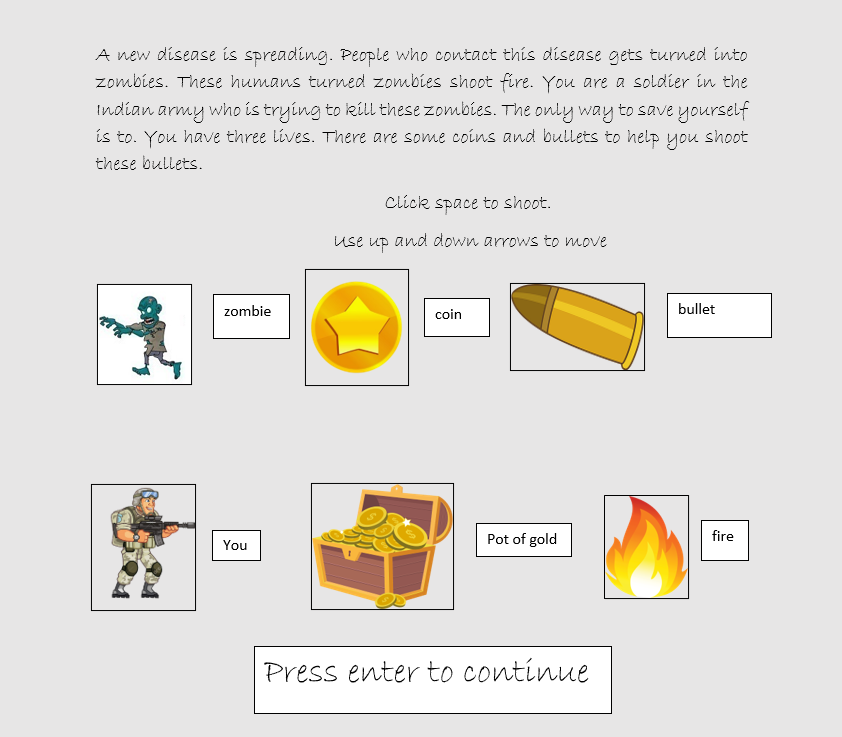 A new disease is spreading. People who contact this disease gets turned into
zombies. These humans turned zombies shoot fire. You are a soldier in the
Indian army who is trying to kill these zombies. The only way to save yourself
is to. You have three lives. There are some coins and bullets to help you shoot
these bullets.
Click space to shoot.
Use up and down arrows to move
zombie
coin
bullet
You
Pot of gold
fire
Press enter to continue